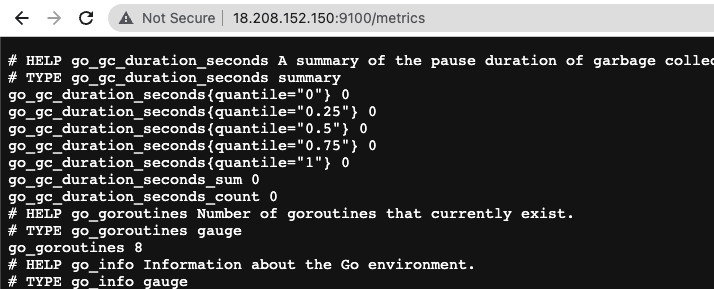 Not Secure | 18.208.152.150:9100/metrics
# HELP go_gc_duration_seconds A summary of the pause duration of garbage
# TYPE go_gc_duration_seconds summary
go_gc_duration_seconds{quantile="0"} 0
go_gc_duration_seconds{quantile="0.25"} 0
go_gc_duration_seconds{quantile="0.5"} 0
go_gc_duration_seconds{quantile="0.75"} 0
go_gc_duration_seconds{quantile="1"} 0
go_gc_duration_seconds_sum 0
go_gc_duration_seconds_count 0
# HELP go_goroutines Number of goroutines that currently exist.
# TYPE go_goroutines gauge
go_goroutines 8
# HELP go_info Information about the Go environment.
# TYPE go_info gauge